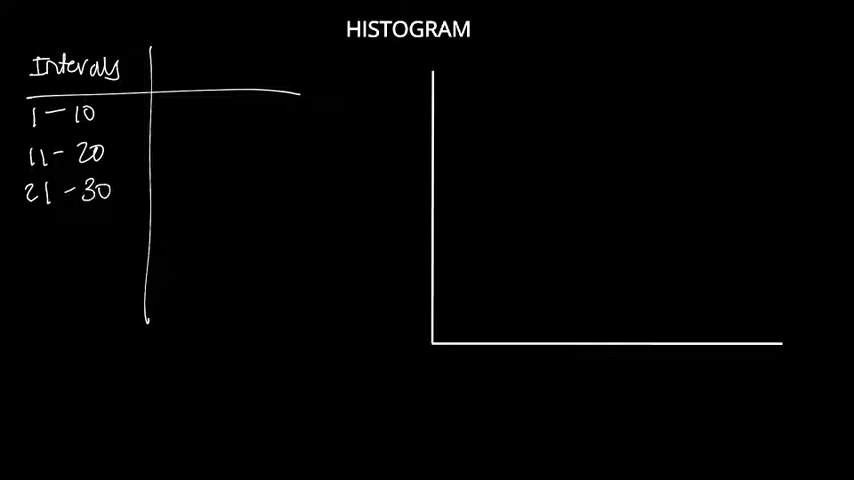 HISTOGRAM
Intervals
1 - 10
11 - 20
21 - 30